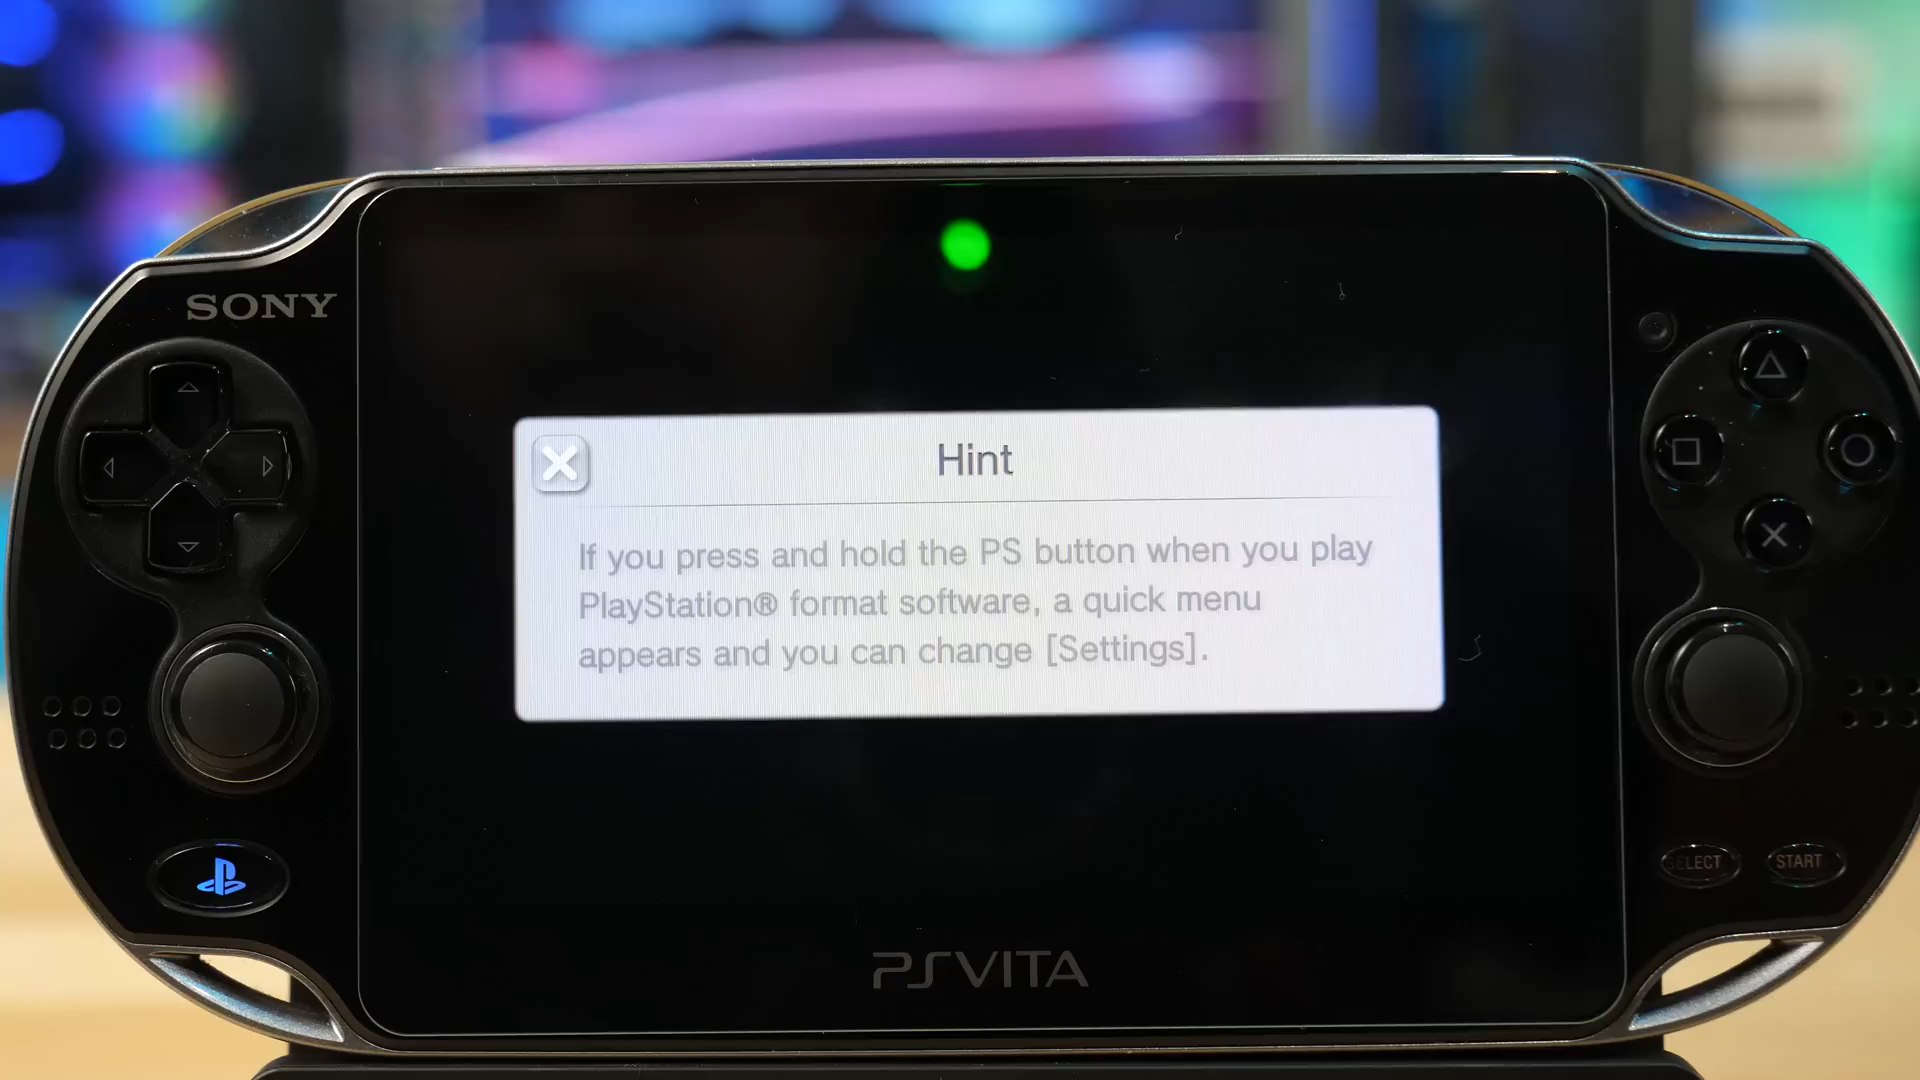 SONY
Hint
If you press and hold the PS button when you play
PlayStation® format software, a quick menu
appears and you can change [Settings].
SELECT
START
PSVITA